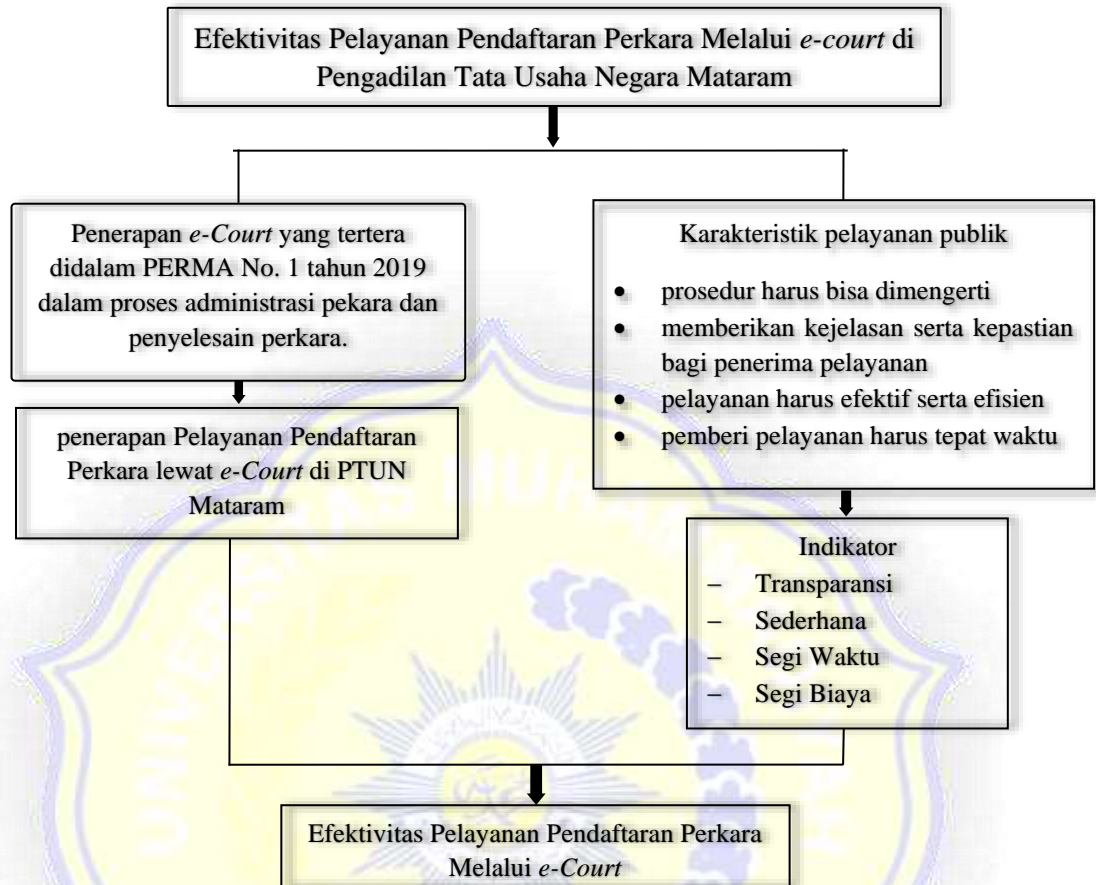 Efektivitas Pelayanan Pendaftaran Perkara Melalui e-court di
Pengadilan Tata Usaha Negara Mataram
Penerapan e-Court yang tertera
didalam PERMA No. 1 tahun 2019
dalam proses administrasi pekara dan
penyelesain perkara.
penerapan Pelayanan Pendaftaran
Perkara lewat e-Court di PTUN
Mataram
Karakteristik pelayanan publik
• prosedur harus bisa dimengerti
• memberikan kejelasan serta kepastian
bagi penerima pelayanan
• pelayanan harus efektif serta efisien
• pemberi pelayanan harus tepat waktu
Indikator
– Transparansi
– Sederhana
– Segi Waktu
– Segi Biaya
Efektivitas Pelayanan Pendaftaran Perkara
Melalui e-Court